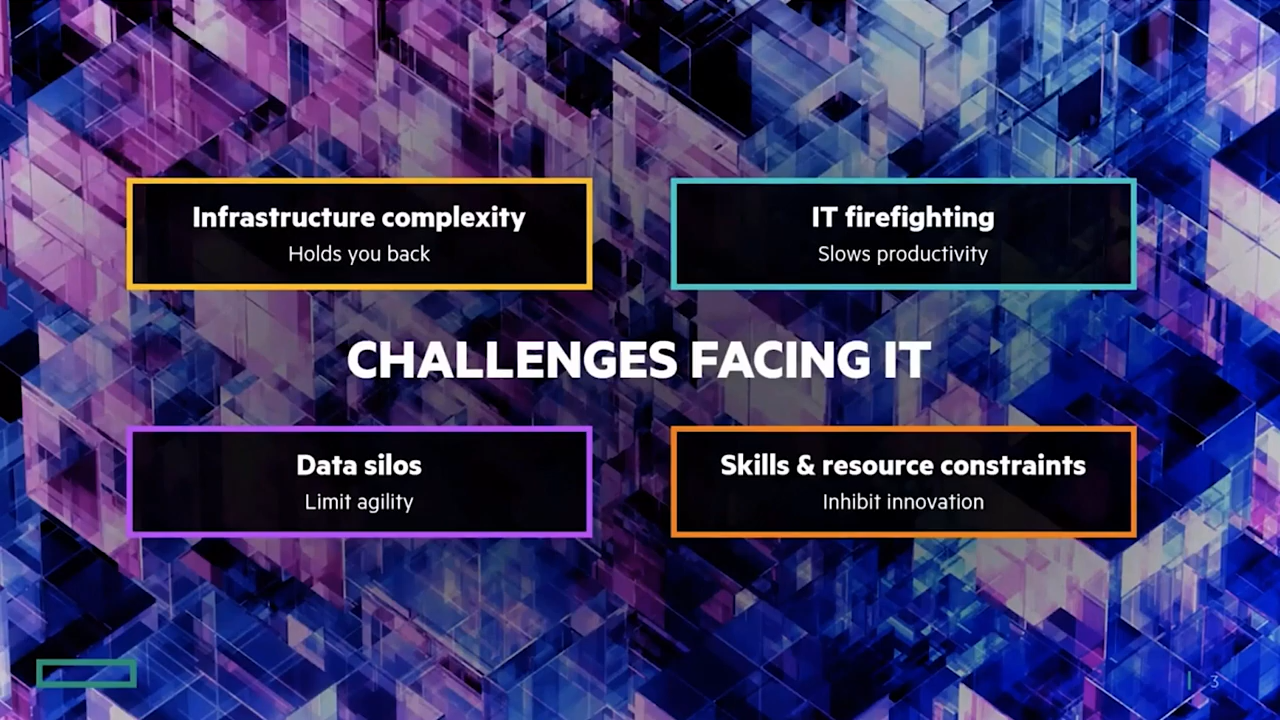 Infrastructure complexity
Holds you back
IT firefighting
Slows productivity
CHALLENGES FACING IT
Data silos
Limit agility
Skills & resource constraints
Inhibit innovation
3